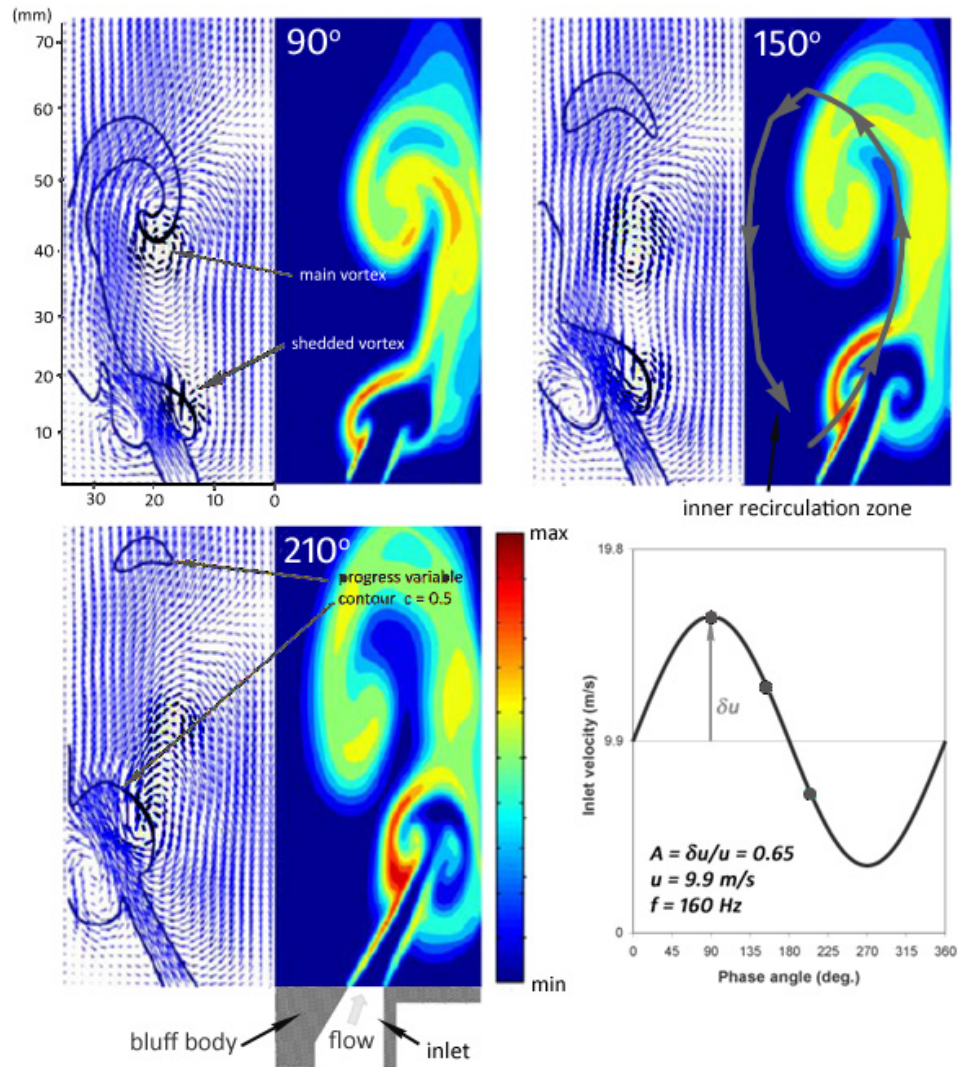 (mm)
70
60
50
40
30
20
10
30
20
10
0
90°
main vortex
shedded vortex
150°
inner recirculation zone
210°
progress variable
contour c = 0.5
max
min
bluff body
flow
inlet
19.8
9.9
0
Inlet velocity (m/s)
δu
A = δu/u = 0.65
u = 9.9 m/s
f = 160 Hz
0 45 90 135 180 225 270 315 360
Phase angle (deg.)